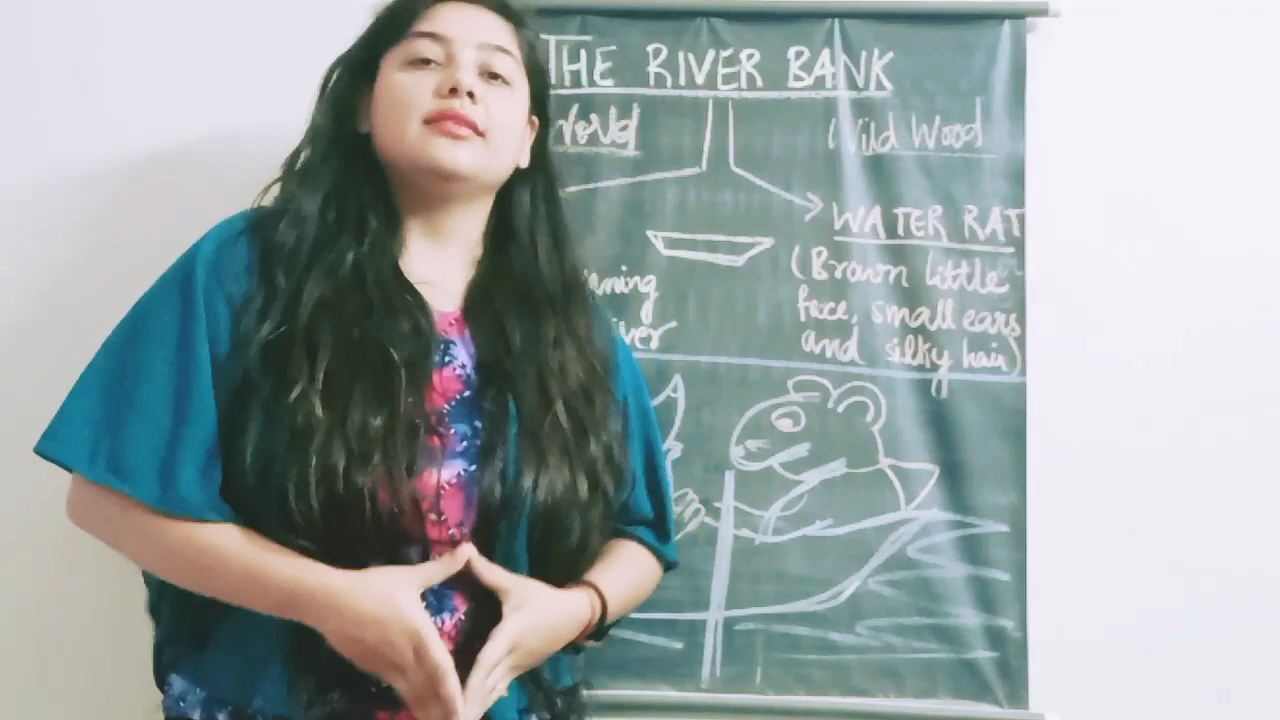 THE RIVER BANK
Wild Wood
WATER RAT
(Brown little
face, small ears
and silky hair)